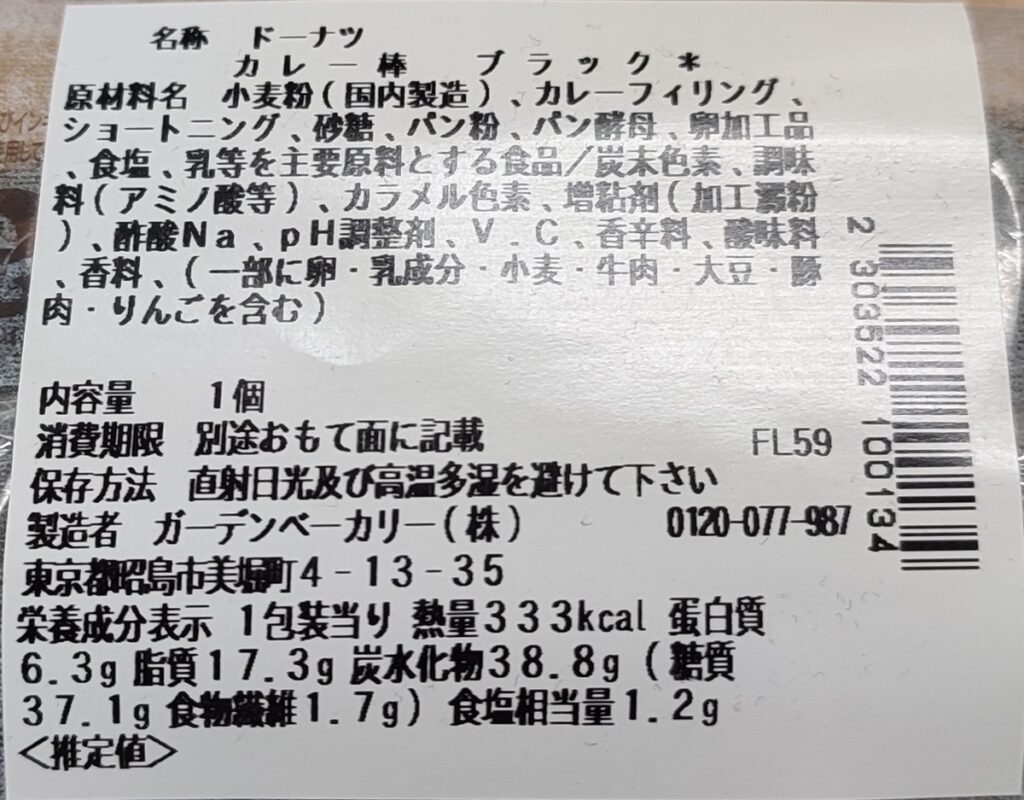 名称 ドーナツ
カレー棒 ブラック*
原材料名 小麦粉(国内製造)、カレーフィリング、
ショートニング、砂糖、パン粉、パン酵母、卵加工品
、食塩、乳等を主要原料とする食品/炭末色素、調味
料(アミノ酸等)、カラメル色素、増粘剤(加工澱粉
)、酢酸Na、pH調整剤、V.C、香辛料、酸味料
、香料、(一部に卵・乳成分・小麦・牛肉・大豆・豚
肉・りんごを含む)
内容量 1個
消費期限 別途おもて面に記載 FL59
保存方法 直射日光及び高温多湿を避けて下さい
製造者 ガーデンベーカリー(株) 0120-077-987
東京都昭島市美堀町4-13-35
栄養成分表示 1包装当り 熱量333kcal 蛋白質
6.3g 脂質17.3g 炭水化物38.8g(糖質
37.1g 食物繊維1.7g) 食塩相当量1.2g
<推定値>
2 303522 100134